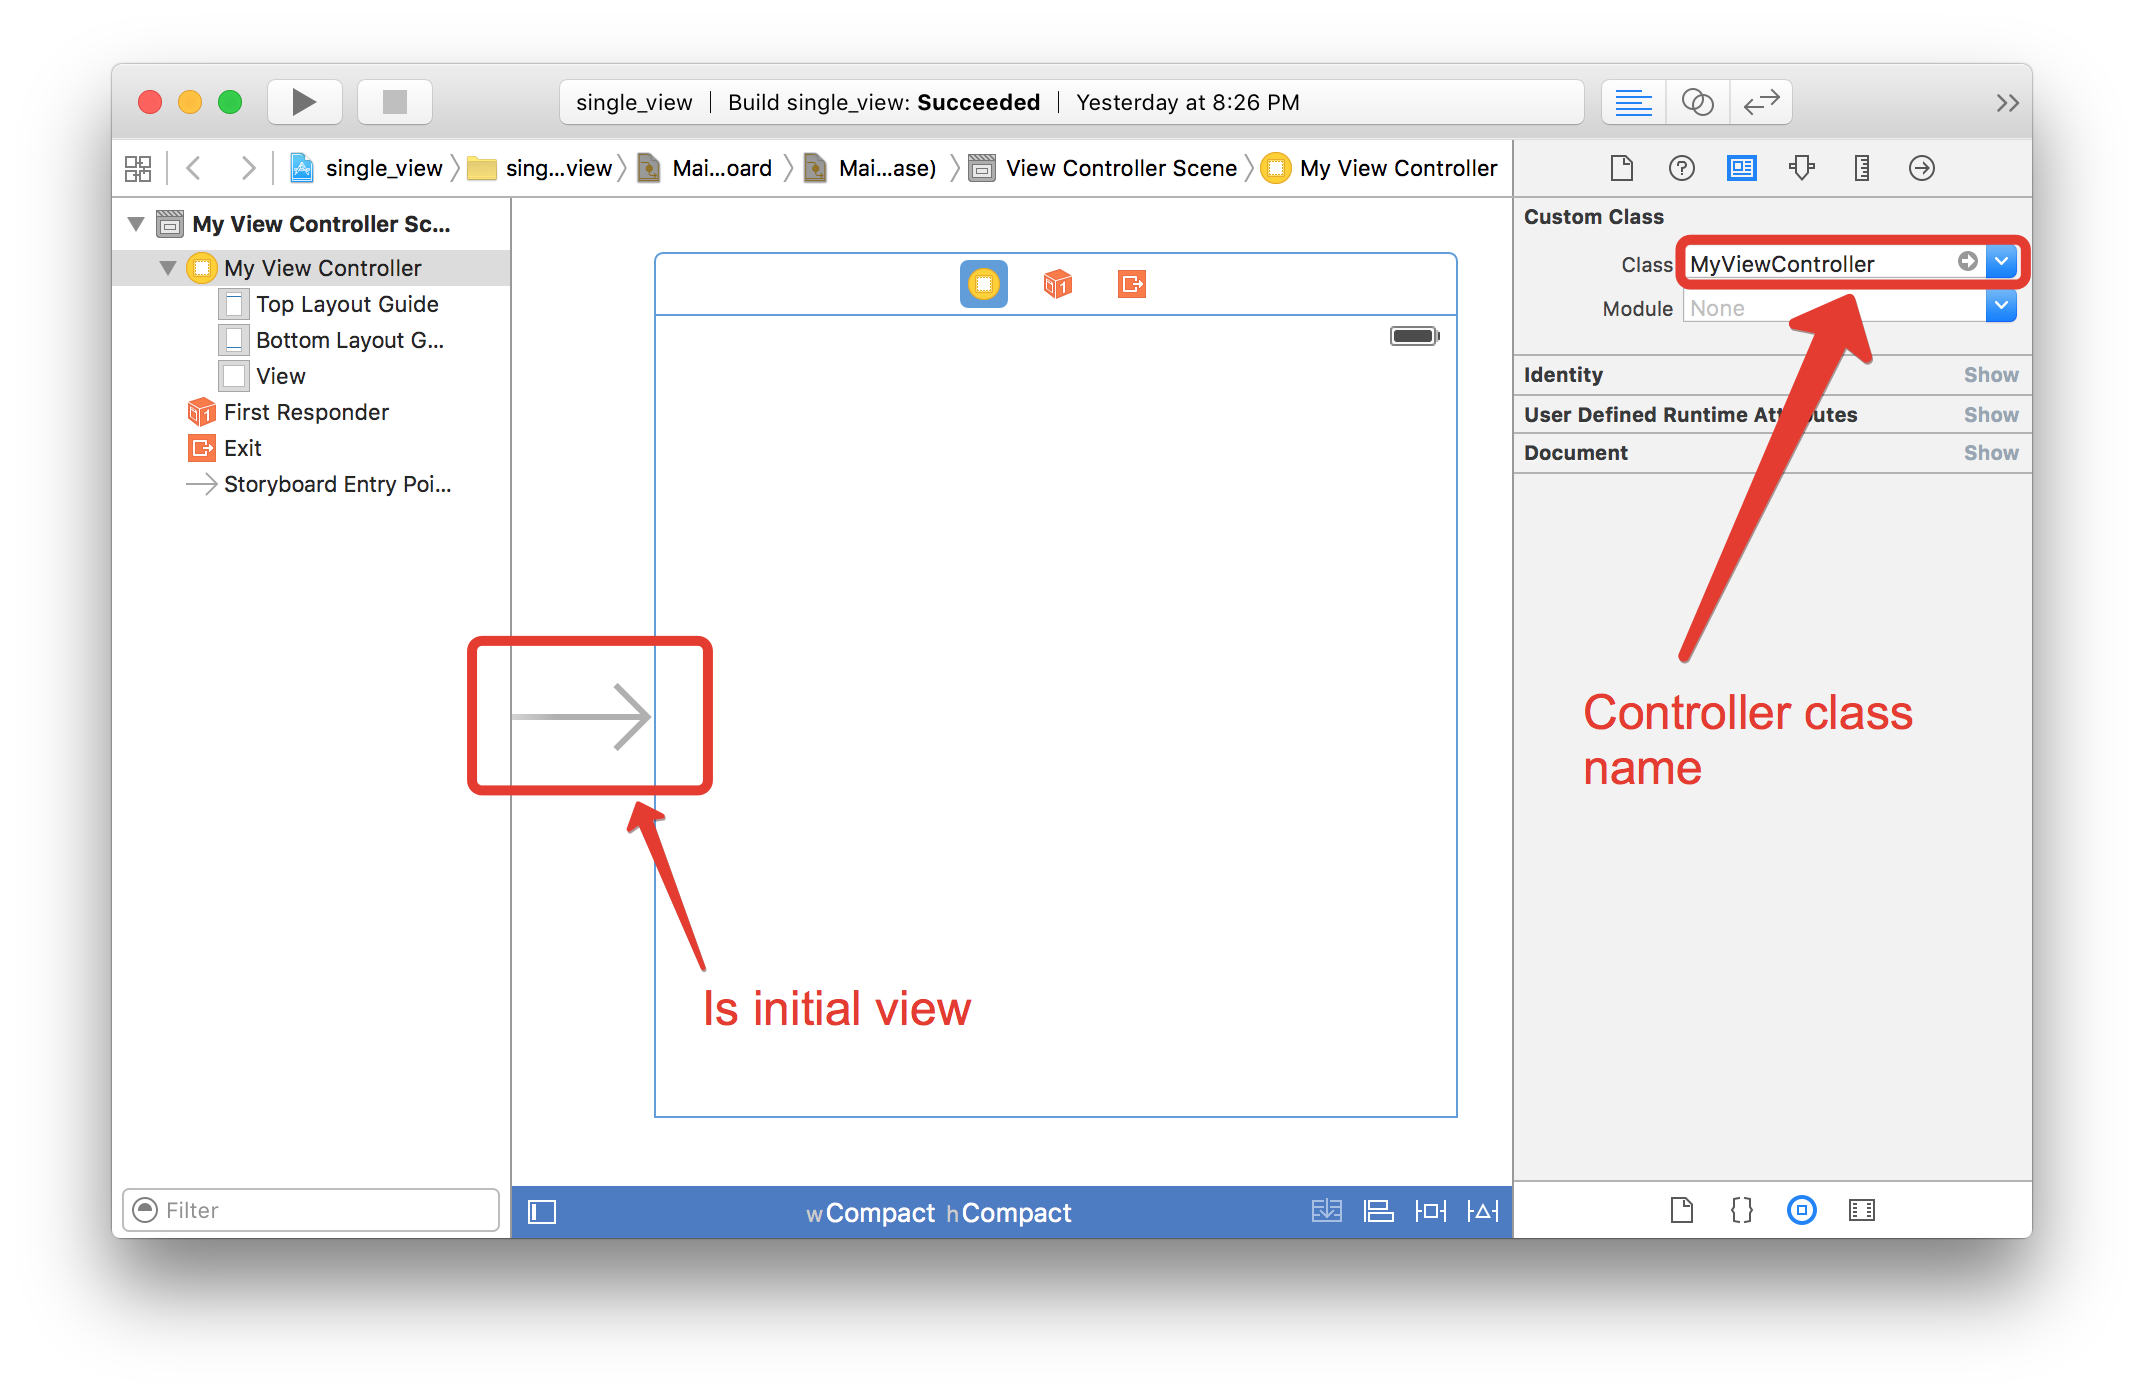 single_view | Build single_view: Succeeded | Yesterday at 8:26 PM
single_view sing...view Mai...oard Mai...ase) View Controller Scene My View Controller
My View Controller Sc...
My View Controller
Top Layout Guide
Bottom Layout G...
View
First Responder
Exit
Storyboard Entry Poi...
Filter
Is initial view
wCompact hCompact
Custom Class
Class MyViewController
Module None
Identity Show
User Defined Runtime Att utes Show
Document Show
Controller class
name